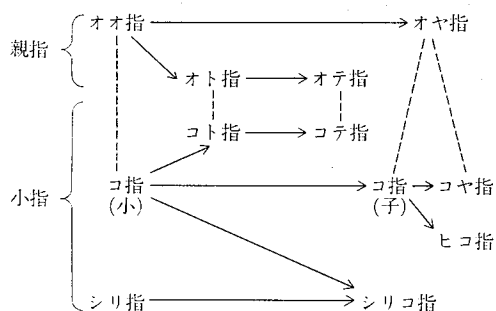 オオ指 オヤ指
親指
オト指 オテ指
コト指 コテ指
小指
コ指 コ指 コヤ指
(小) (子)
ヒコ指
シリ指 シリコ指